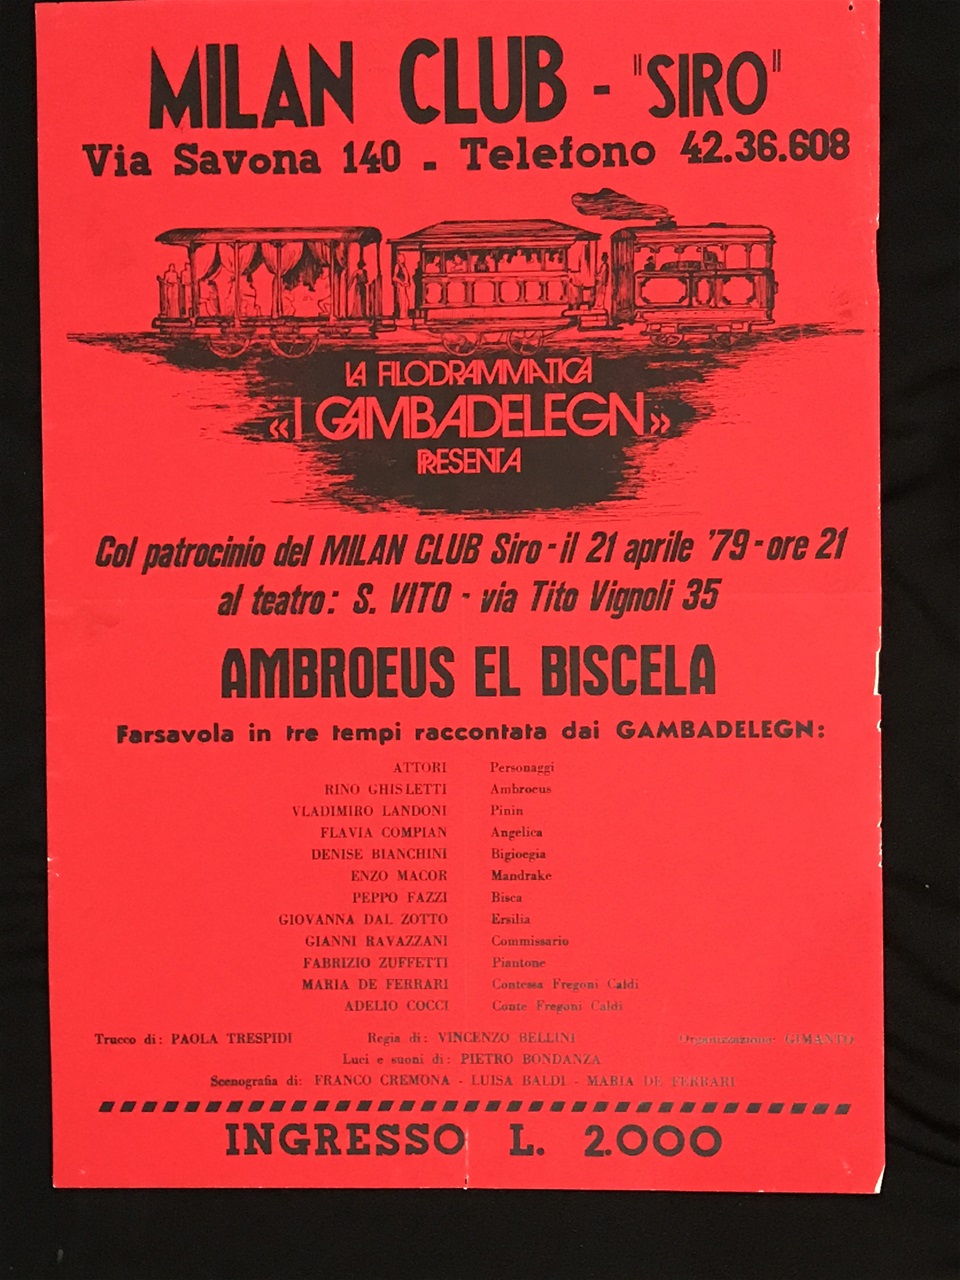 MILAN CLUB - "SIRO"
Via Savona 140 - Telefono 42.36.608
LA FILODRAMMATICA
«I GAMBADELEGN»
PRESENTA
Col patrocinio del MILAN CLUB Siro - il 21 aprile '79 - ore 21
al teatro: S. VITO - via Tito Vignoli 35
AMBROEUS EL BISCELA
Farsavola in tre tempi raccontata dai GAMBADELEGN:
ATTORI Personaggi
RINO GHISLETTI Ambroeus
VLADIMIRO LANDONI Pinin
FLAVIA COMPIAN Angelica
DENISE BIANCHINI Bigioegia
ENZO MACOR Mandrake
PEPPO FAZZI Bisca
GIOVANNA DAL ZOTTO Ersilia
GIANNI RAVAZZANI Commissario
FABRIZIO ZUFFETTI Piantone
MARIA DE FERRARI Contessa Fregoni Caldi
ADELIO COCCI Conte Fregoni Caldi
Trucco di: PAOLA TRESPIDI Regia di: VINCENZO BELLINI Organizzazione GIMANTO
Luci e suoni di: PIETRO BONDANZA
Scenografia di: FRANCO CREMONA - LUISA BALDI - MARIA DE FERRARI
INGRESSO L. 2.000